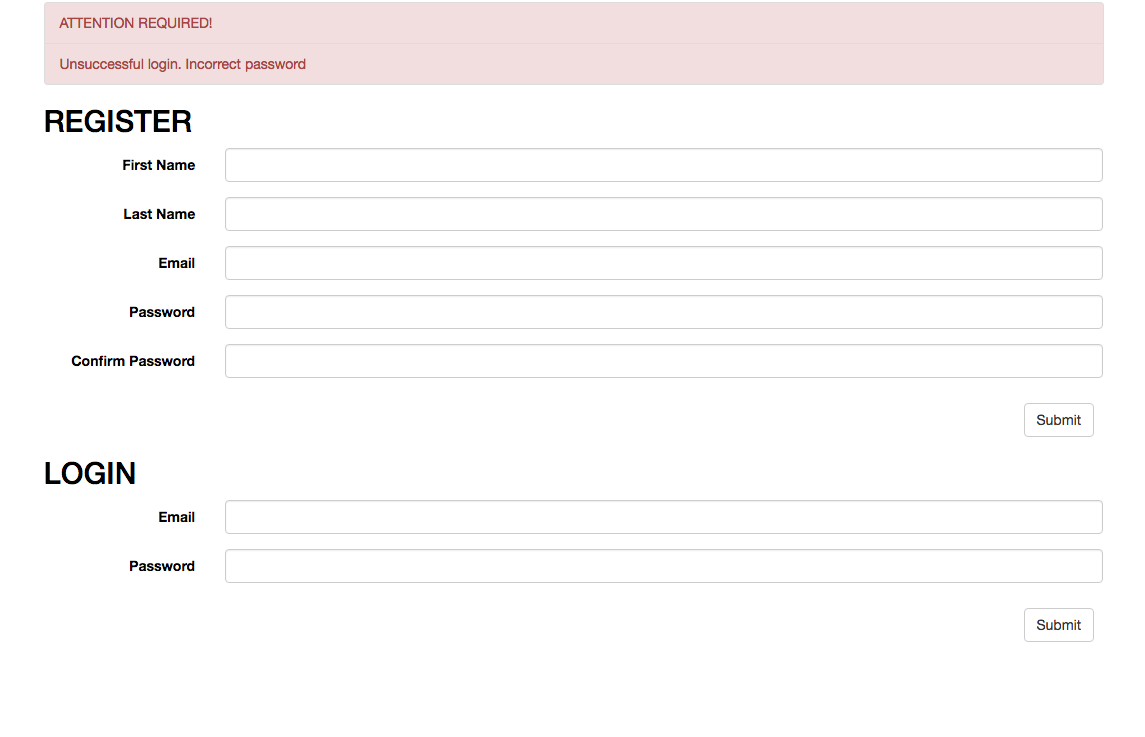 ATTENTION REQUIRED!
Unsuccessful login. Incorrect password
REGISTER
First Name
Last Name
Email
Password
Confirm Password
Submit
LOGIN
Email
Password
Submit